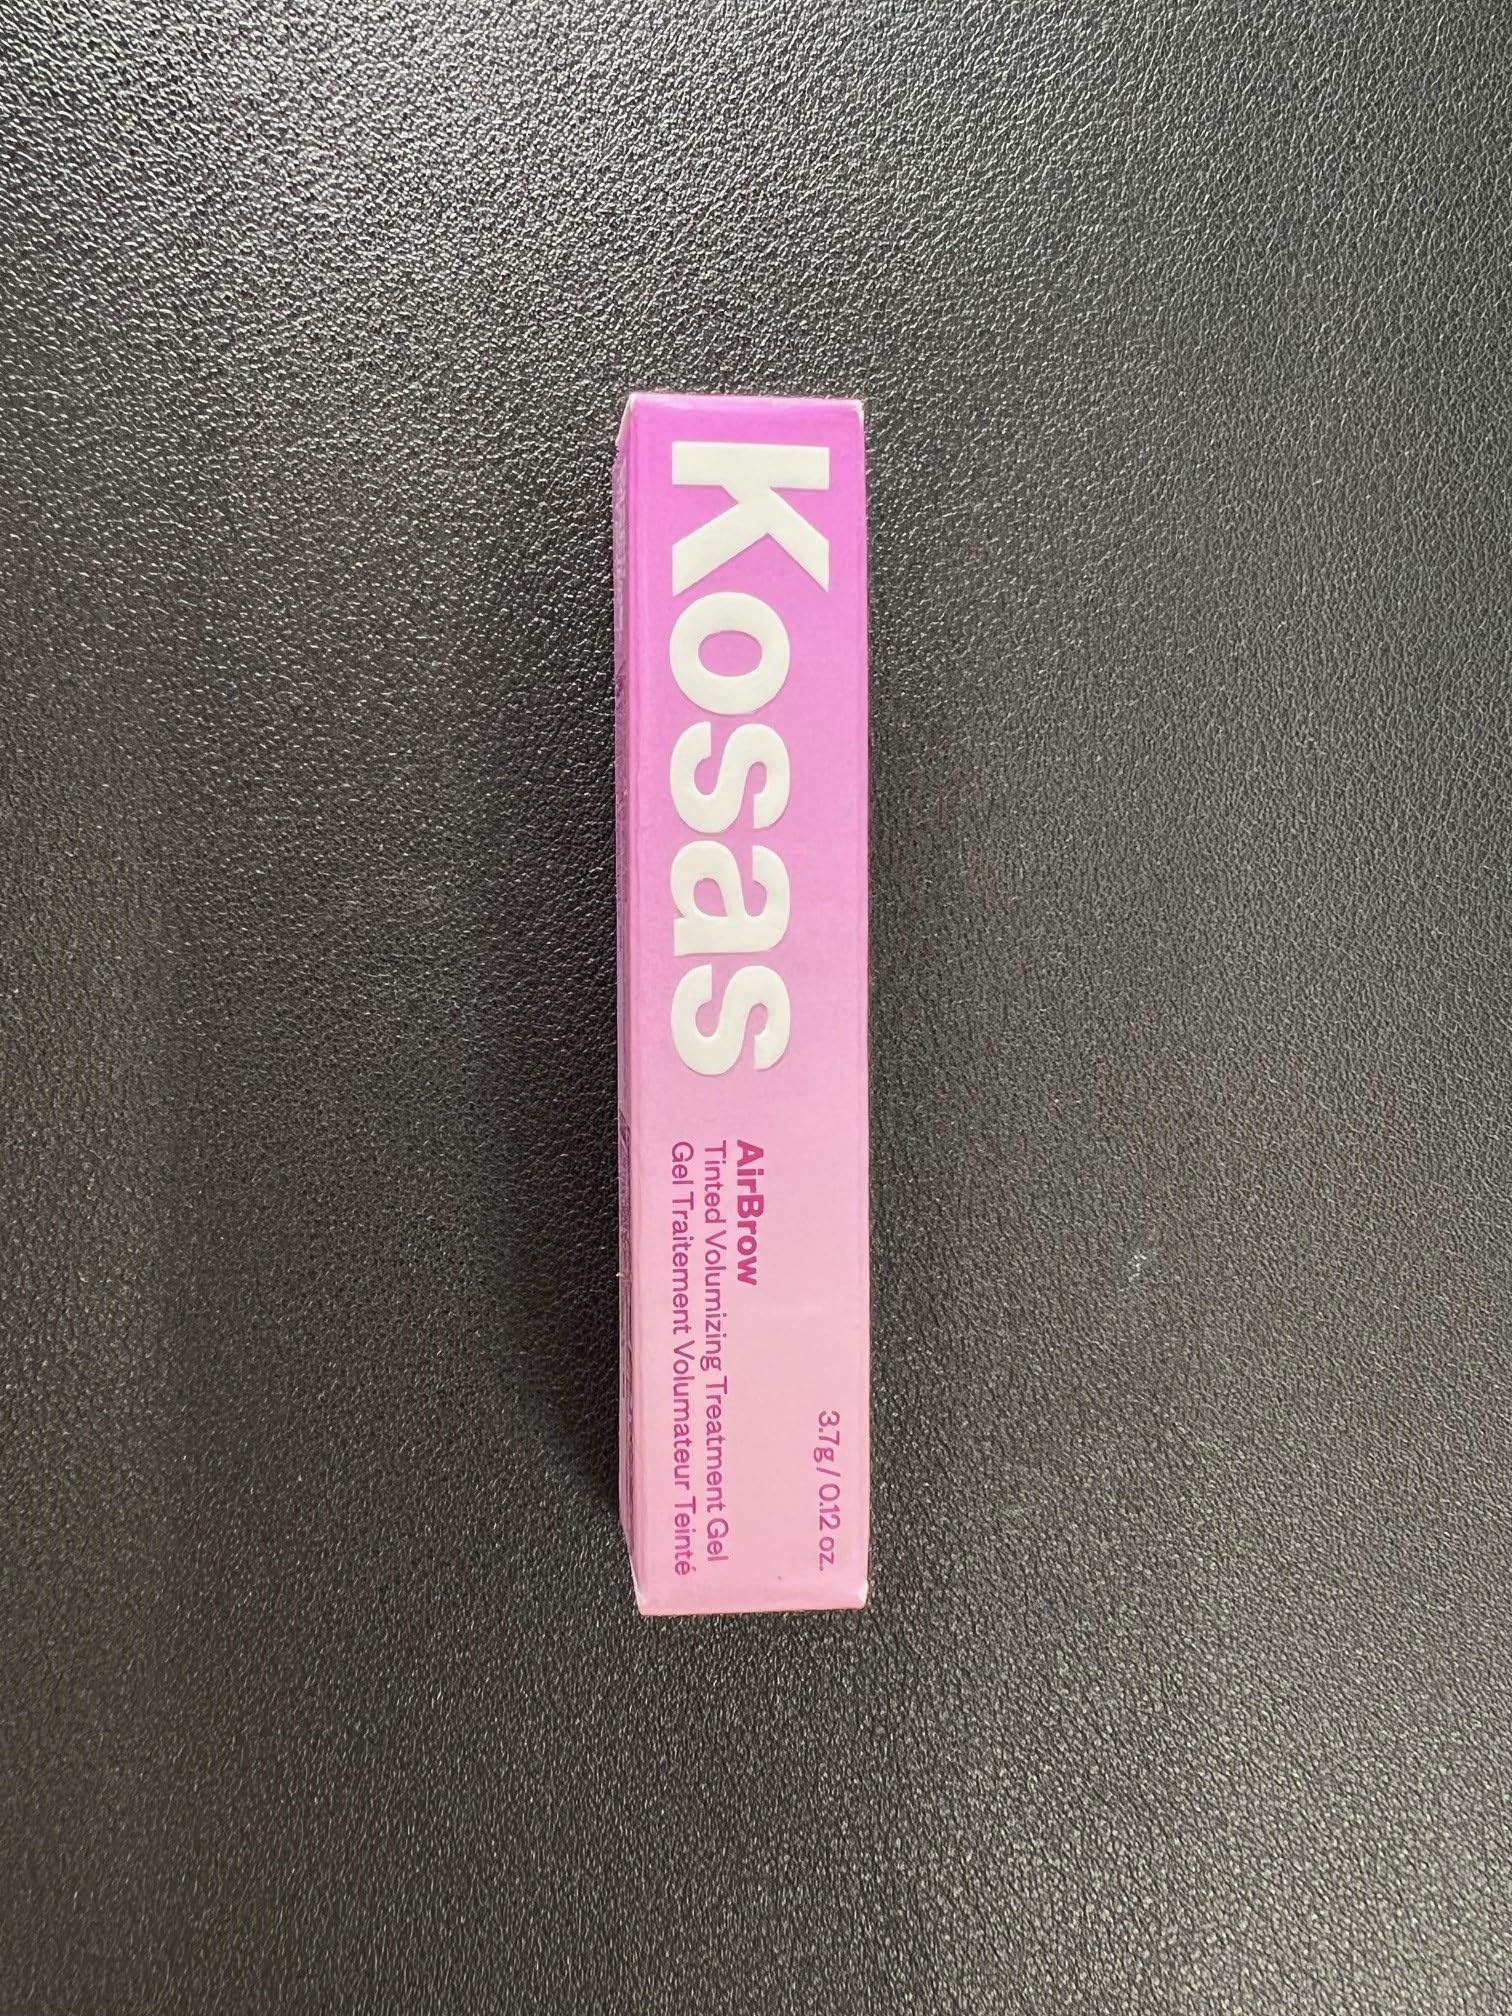 Kosas
AirBrow
Tinted Volumizing Treatment Gel
Gel Traitement Volumateur Teinté
3.7g / 0.12 oz.